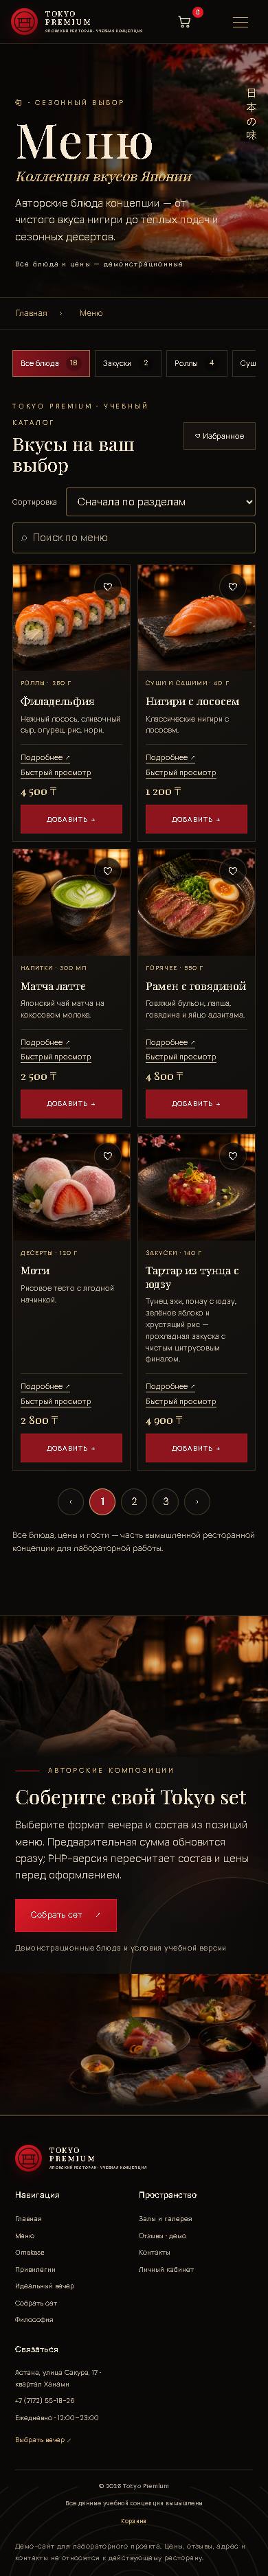 TOKYO
PREMIUM
ЯПОНСКИЙ РЕСТОРАН · УЧЕБНАЯ КОНЦЕПЦИЯ
0
旬 · СЕЗОННЫЙ ВЫБОР
日本の味
Меню
Коллекция вкусов Японии
Авторские блюда концепции — от
чистого вкуса нигири до тёплых подач и
сезонных десертов.
Все блюда и цены — демонстрационные
Главная › Меню
Все блюда 18 Закуски 2 Роллы 4 Суш
TOKYO PREMIUM · УЧЕБНЫЙ
КАТАЛОГ
Вкусы на ваш
выбор
♡ Избранное
Сортировка Сначала по разделам
Поиск по меню
РОЛЛЫ · 280 Г
Филадельфия
Нежный лосось, сливочный
сыр, огурец, рис, нори.
Подробнее ↗
Быстрый просмотр
4 500 ₸
ДОБАВИТЬ +
СУШИ И САШИМИ · 40 Г
Нигири с лососем
Классические нигири с
лососем.
Подробнее ↗
Быстрый просмотр
1 200 ₸
ДОБАВИТЬ +
НАПИТКИ · 300 МЛ
Матча латте
Японский чай матча на
кокосовом молоке.
Подробнее ↗
Быстрый просмотр
2 500 ₸
ДОБАВИТЬ +
ГОРЯЧЕЕ · 550 Г
Рамен с говядиной
Говяжий бульон, лапша,
говядина и яйцо адзитама.
Подробнее ↗
Быстрый просмотр
4 800 ₸
ДОБАВИТЬ +
ДЕСЕРТЫ · 120 Г
Моти
Рисовое тесто с ягодной
начинкой.
Подробнее ↗
Быстрый просмотр
2 800 ₸
ДОБАВИТЬ +
ЗАКУСКИ · 140 Г
Тартар из тунца с
юдзу
Тунец ахи, понзу с юдзу,
зелёное яблоко и
хрустящий рис —
прохладная закуска с
чистым цитрусовым
финалом.
Подробнее ↗
Быстрый просмотр
4 900 ₸
ДОБАВИТЬ +
‹ 1 2 3 ›
Все блюда, цены и гости — часть вымышленной ресторанной
концепции для лабораторной работы.
АВТОРСКИЕ КОМПОЗИЦИИ
Соберите свой Tokyo set
Выберите формат вечера и состав из позиций
меню. Предварительная сумма обновится
сразу; PHP-версия пересчитает состав и цены
перед оформлением.
Собрать сет ↗
Демонстрационные блюда и условия учебной версии
TOKYO
PREMIUM
ЯПОНСКИЙ РЕСТОРАН · УЧЕБНАЯ КОНЦЕПЦИЯ
Навигация
Главная
Меню
Omakase
Привилегии
Идеальный вечер
Собрать сет
Философия
Пространство
Залы и галерея
Отзывы · демо
Контакты
Личный кабинет
Связаться
Астана, улица Сакура, 17 ·
квартал Ханами
+7 (7172) 55-18-26
Ежедневно · 12:00–23:00
Выбрать вечер ↗
© 2026 Tokyo Premium
Все данные учебной концепции вымышлены
Корзина
Демо-сайт для лабораторного проекта. Цены, отзывы, адрес и
контакты не относятся к действующему ресторану.